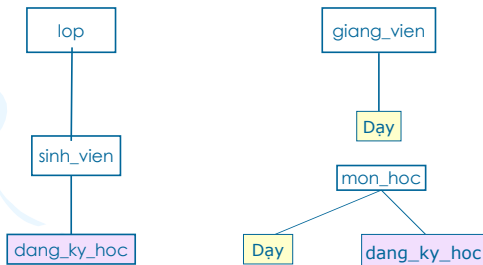 lop
giang_vien
Dạy
sinh_vien
mon_hoc
dang_ky_hoc
Dạy
dang_ky_hoc